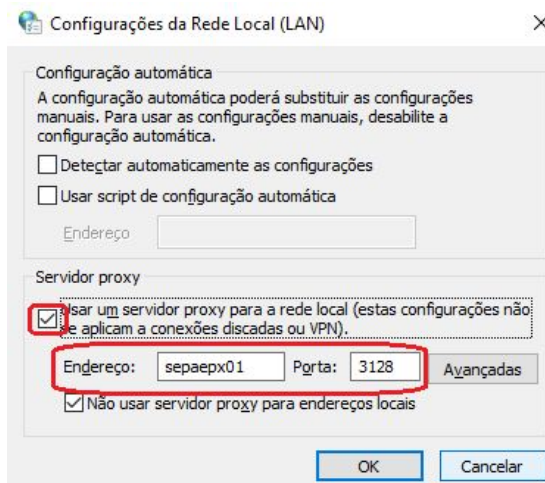 Configurações da Rede Local (LAN)
Configuração automática
A configuração automática poderá substituir as configurações
manuais. Para usar as configurações manuais, desabilite a
configuração automática.
Detectar automaticamente as configurações
Usar script de configuração automática
Endereço
Servidor proxy
Usar um servidor proxy para a rede local (estas configurações não
se aplicam a conexões discadas ou VPN).
Endereço: sepaepx01 Porta: 3128 Avançadas
Não usar servidor proxy para endereços locais
OK Cancelar